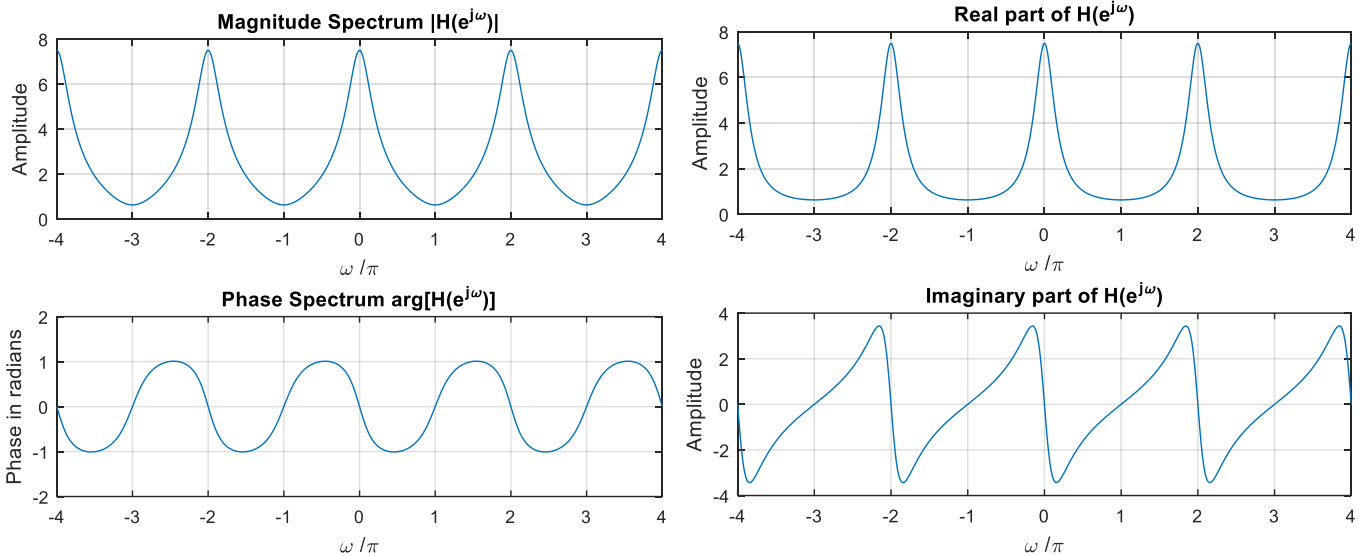 Magnitude Spectrum |H(e^jω)|
Amplitude
8
6
4
2
0
-4 -3 -2 -1 0 1 2 3 4
ω /π
Real part of H(e^jω)
Amplitude
8
6
4
2
0
-4 -3 -2 -1 0 1 2 3 4
ω /π
Phase Spectrum arg[H(e^jω)]
Phase in radians
2
1
0
-1
-2
-4 -3 -2 -1 0 1 2 3 4
ω /π
Imaginary part of H(e^jω)
Amplitude
4
2
0
-2
-4
-4 -3 -2 -1 0 1 2 3 4
ω /π